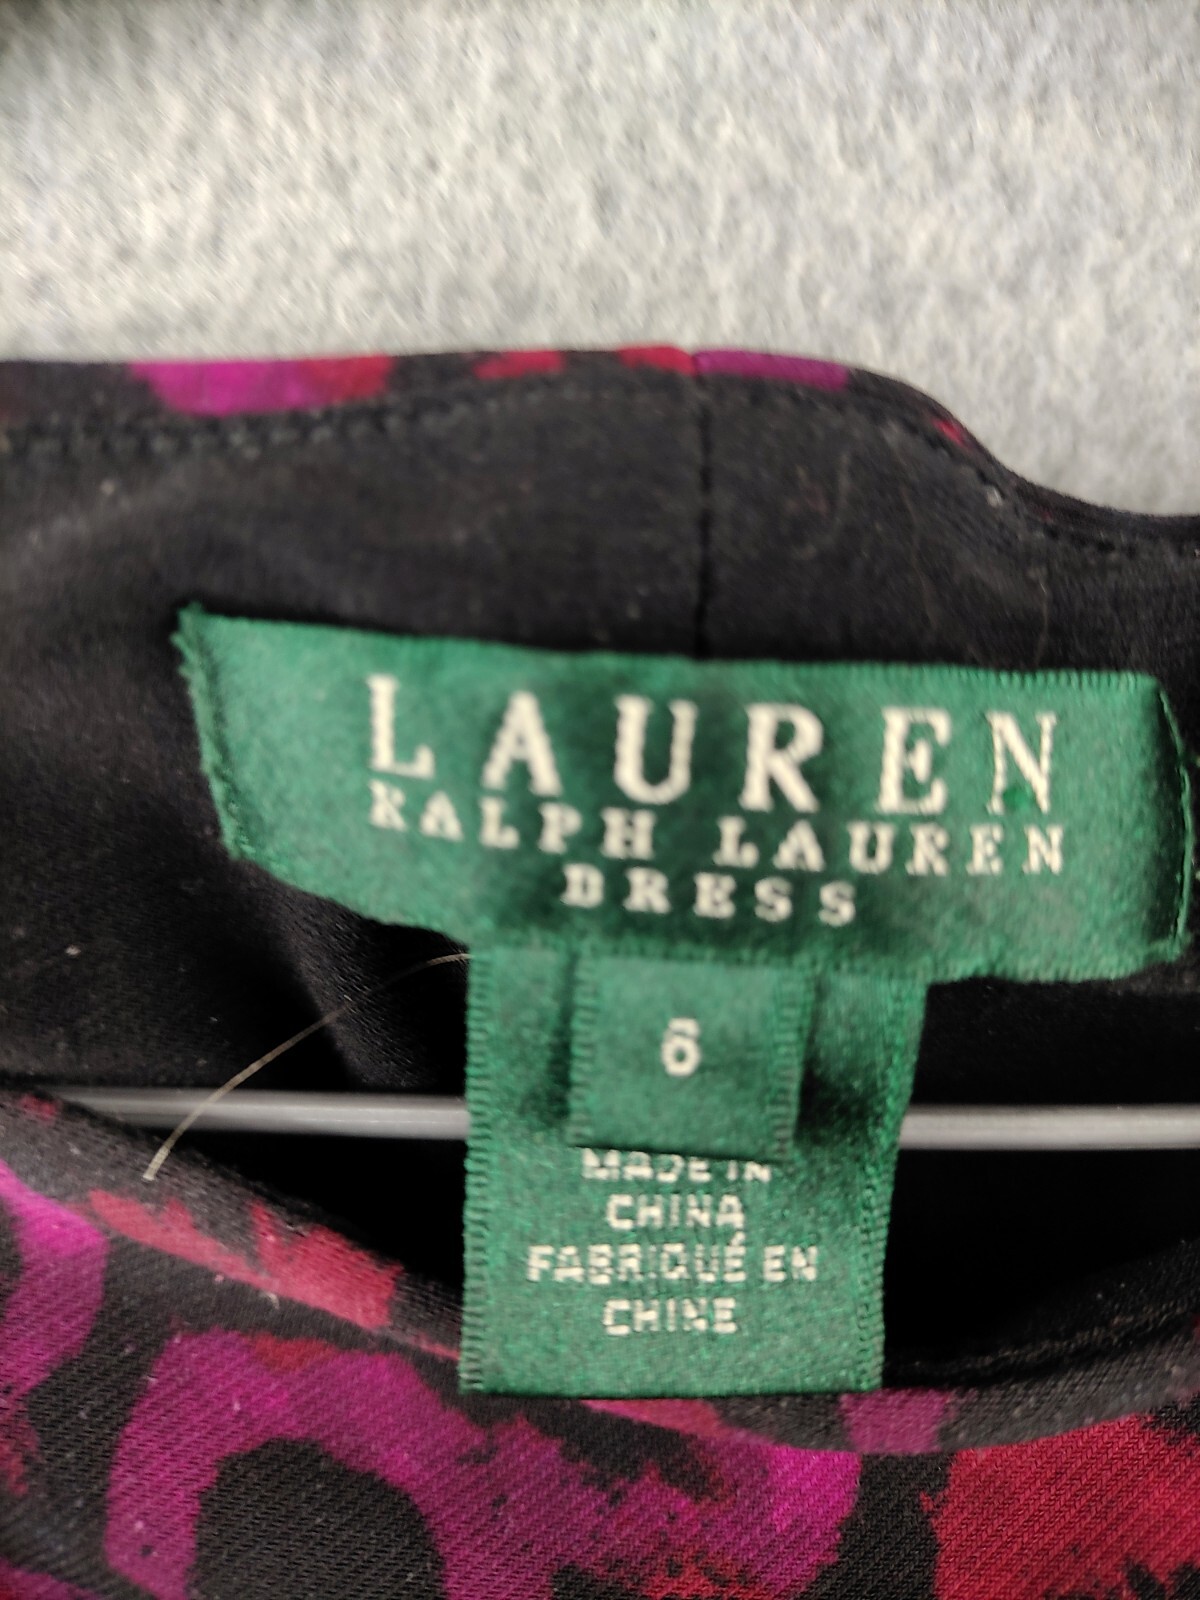 LAUREN
RALPH LAUREN
DRESS
6
MADE IN
CHINA
FABRIQUÉ EN
CHINE